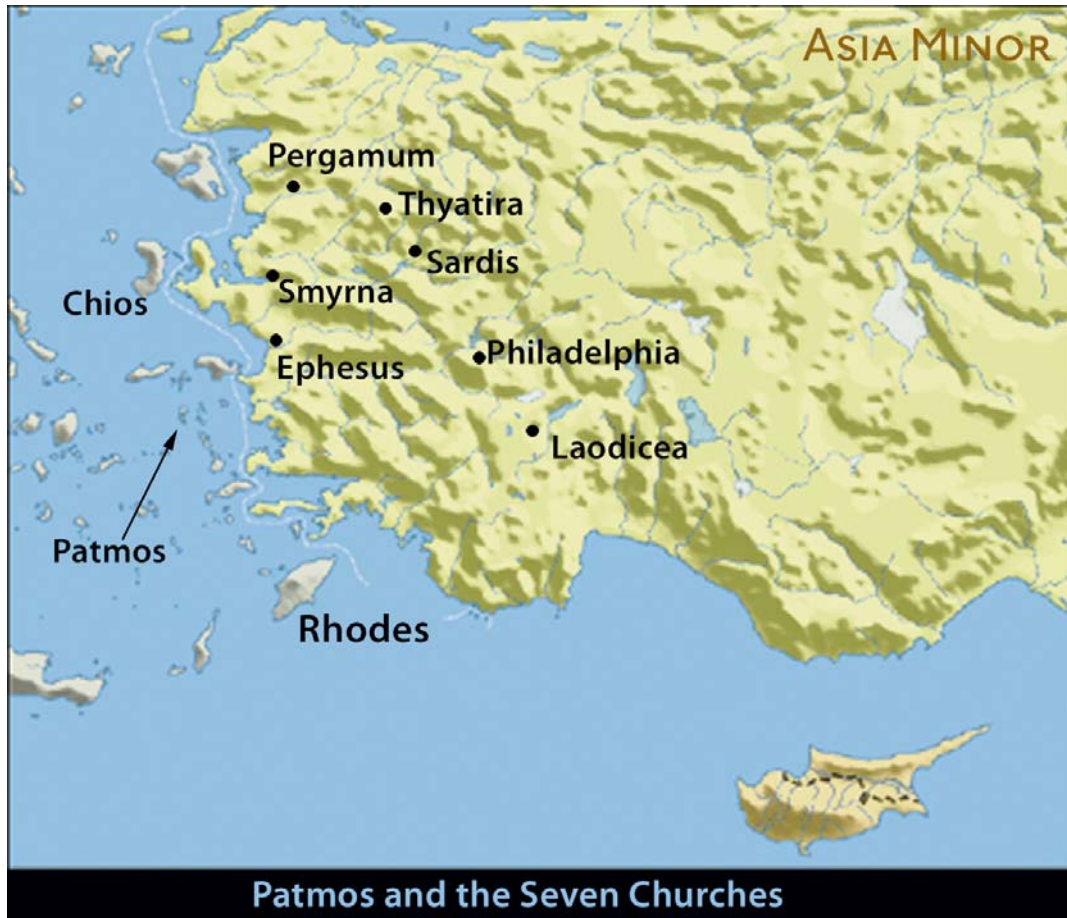 ASIA MINOR
Pergamum
Thyatira
Sardis
Smyrna
Chios
Ephesus
Philadelphia
Laodicea
Patmos
Rhodes
Patmos and the Seven Churches